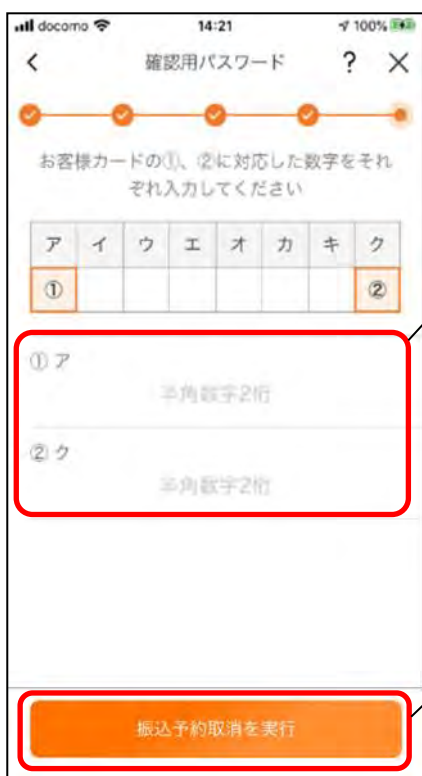 docomo 14:21 100%
< 確認用パスワード ? ×
お客様カードの①、②に対応した数字をそれ
ぞれ入力してください
ア イ ウ エ オ カ キ ク
① ②
① ア
半角数字2桁
② ク
半角数字2桁
振込予約取消を実行